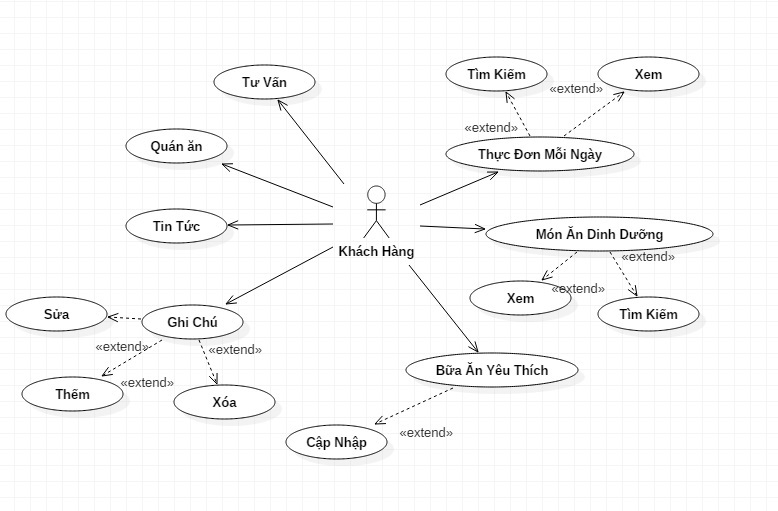 Tìm Kiếm
Xem
Tư Vấn
«extend»
«extend»
Quán ăn
Thực Đơn Mỗi Ngày
Tin Tức
Món Ăn Dinh Dưỡng
Khách Hàng
«extend»
Xem
«extend»
Sửa
Ghi Chú
Tìm Kiếm
«extend»
«extend»
Bữa Ăn Yêu Thích
«extend»
Thếm
Xóa
«extend»
Cập Nhập